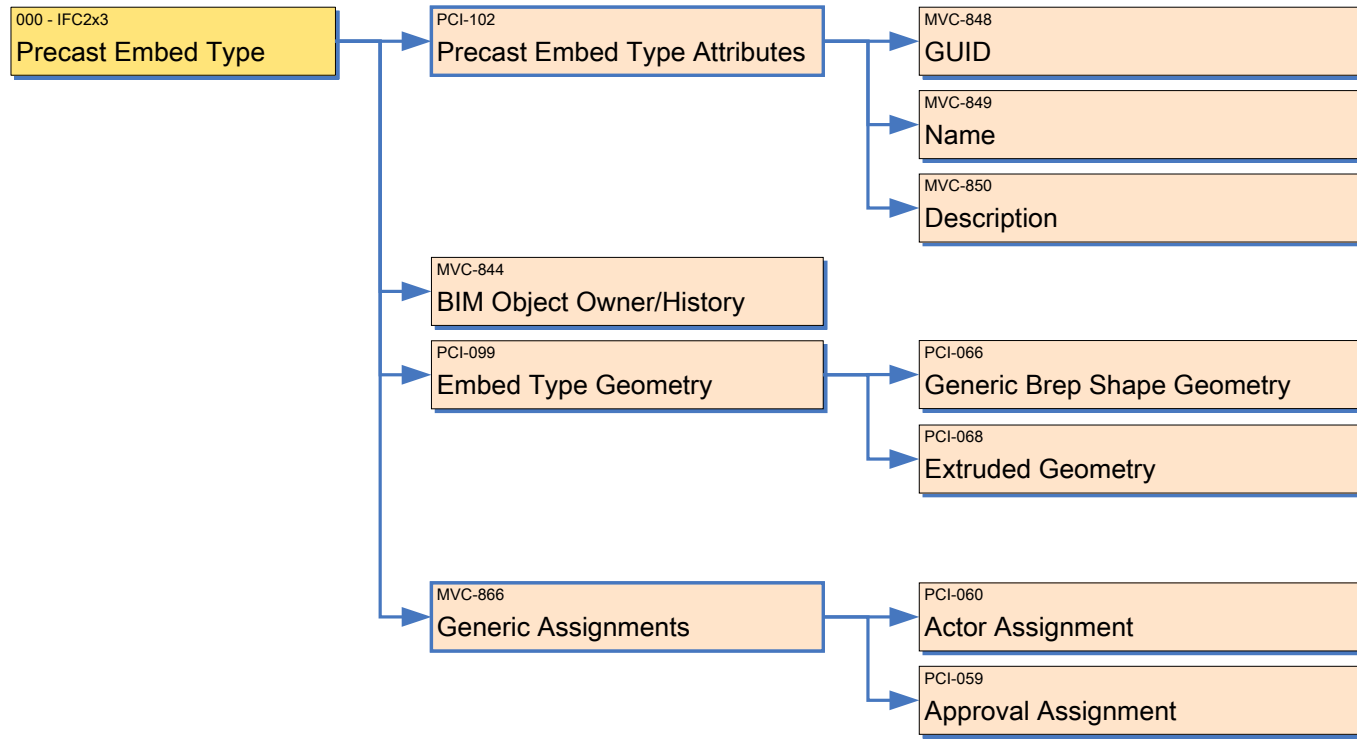 000 - IFC2x3
Precast Embed Type
PCI-102
Precast Embed Type Attributes
MVC-848
GUID
MVC-849
Name
MVC-850
Description
MVC-844
BIM Object Owner/History
PCI-099
Embed Type Geometry
PCI-066
Generic Brep Shape Geometry
PCI-068
Extruded Geometry
MVC-866
Generic Assignments
PCI-060
Actor Assignment
PCI-059
Approval Assignment